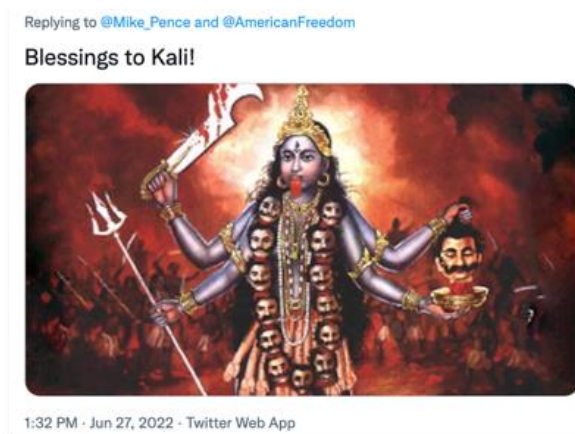 Replying to @Mike_Pence and @AmericanFreedom
Blessings to Kali!
1:32 PM · Jun 27, 2022 · Twitter Web App